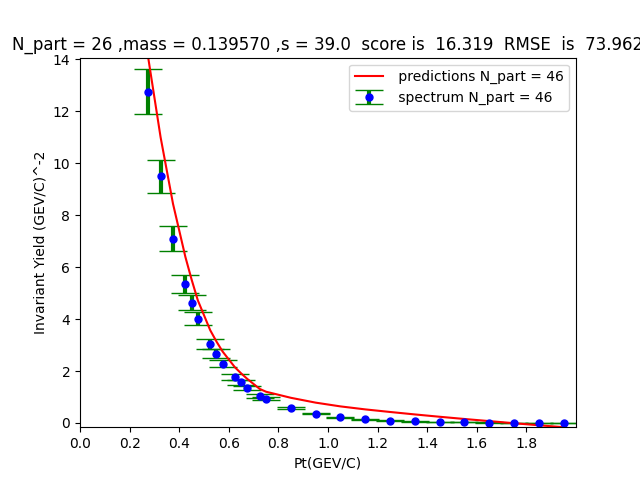 N_part = 26 ,mass = 0.139570 ,s = 39.0  score is  16.319  RMSE  is  73.962
predictions N_part = 46
spectrum N_part = 46
14
12
10
8
6
4
2
0
Invariant Yield (GEV/C)^-2
0.0 0.2 0.4 0.6 0.8 1.0 1.2 1.4 1.6 1.8
Pt(GEV/C)